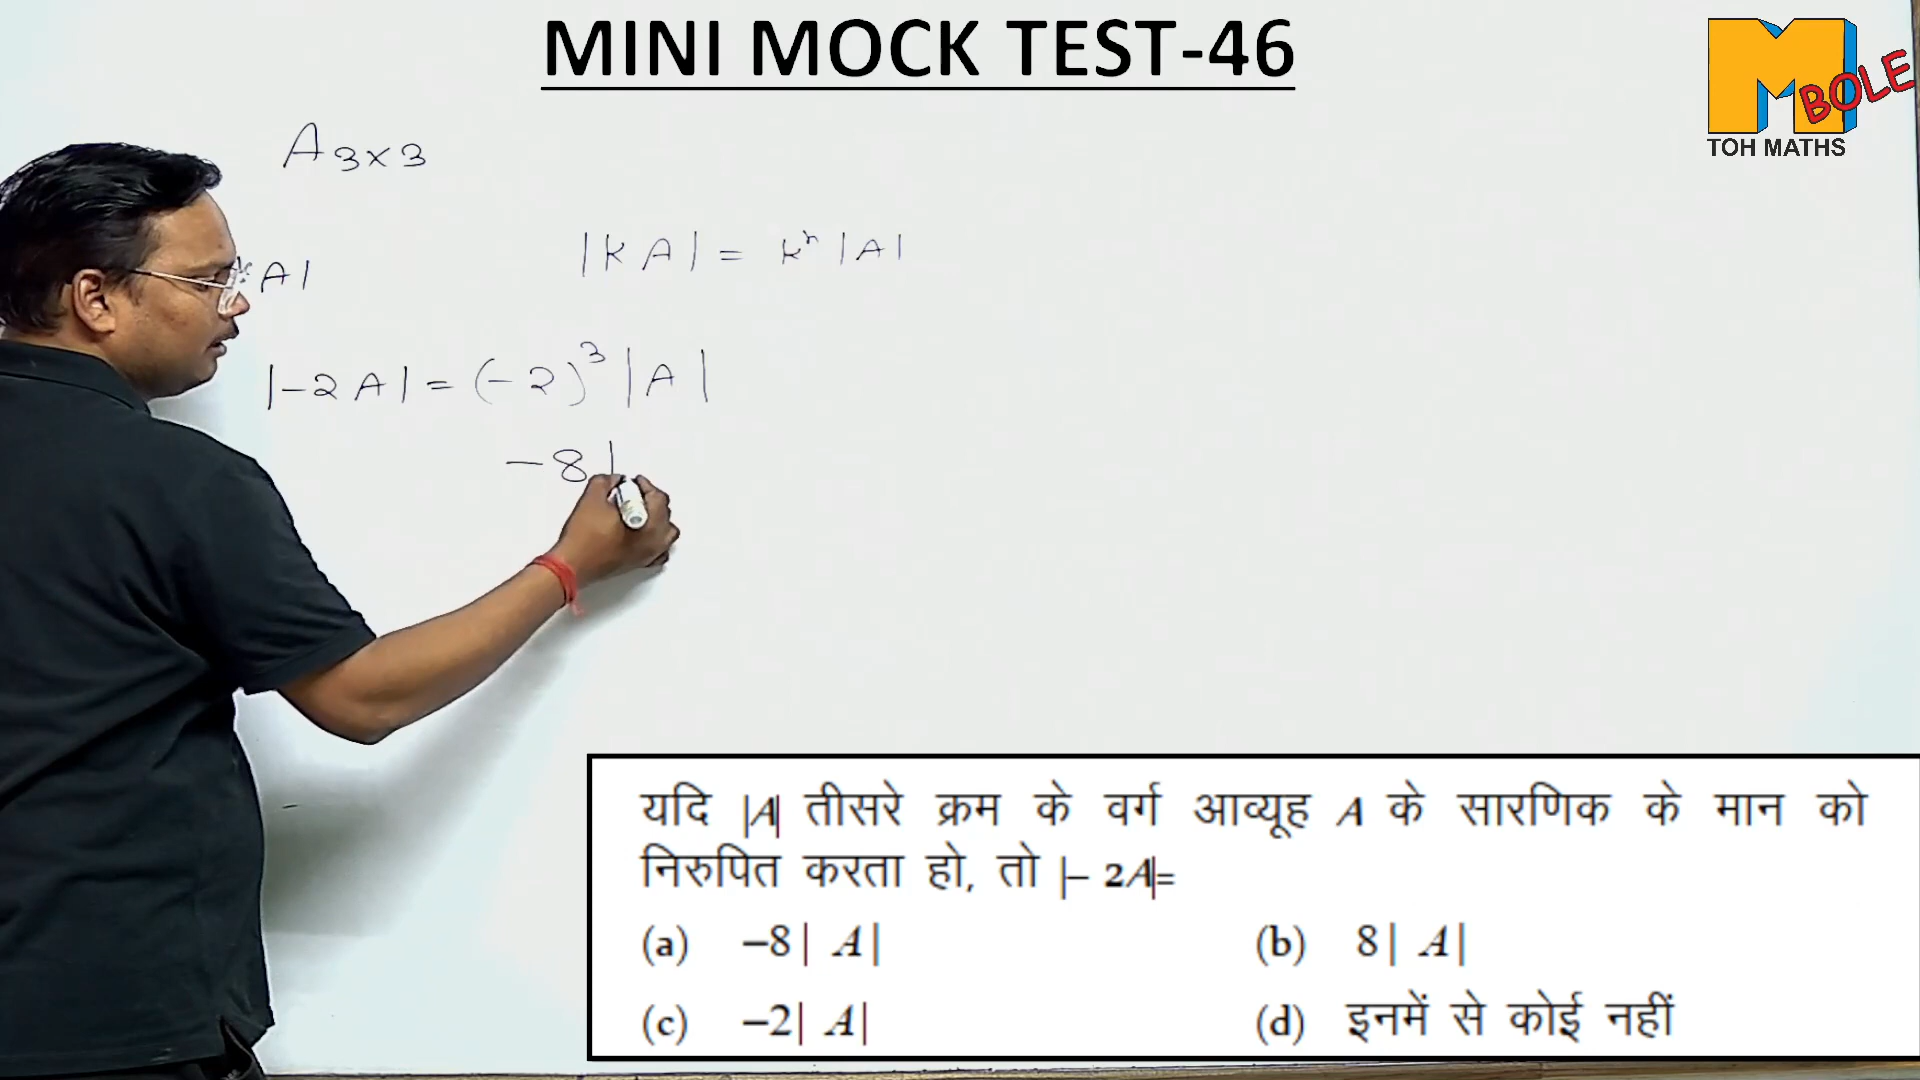 MINI MOCK TEST-46
M BOLE
TOH MATHS
A 3×3
A|
|kA| = kⁿ |A|
|-2A| = (-2)³ |A|
-8|
यदि |A| तीसरे क्रम के वर्ग आव्यूह A के सारणिक के मान को
निरुपित करता हो, तो |– 2A|=
(a) –8| A| (b) 8| A|
(c) –2| A| (d) इनमें से कोई नहीं